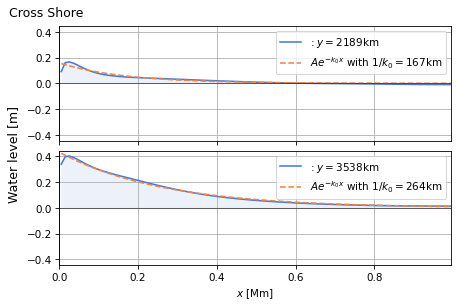 Cross Shore
0.4
0.2
0.0
−0.2
−0.4
: y = 2189km
Ae^{−k₀x} with 1/k₀ = 167km
Water level [m]
0.4
0.2
0.0
−0.2
−0.4
: y = 3538km
Ae^{−k₀x} with 1/k₀ = 264km
0.0 0.2 0.4 0.6 0.8
x [Mm]